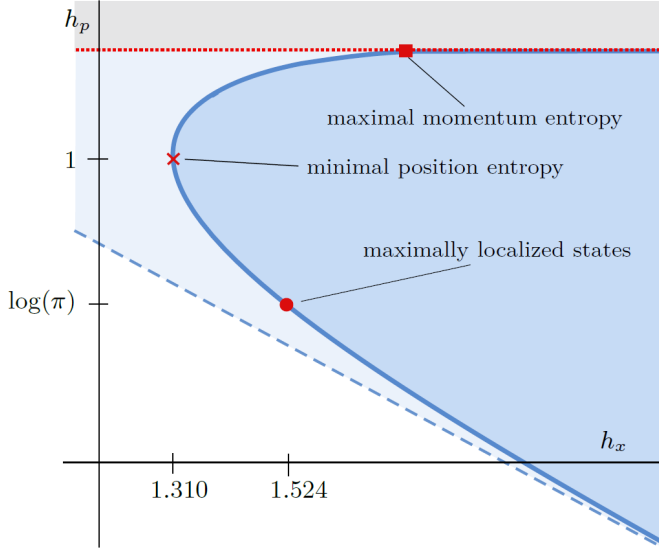 h_p
maximal momentum entropy
1
minimal position entropy
maximally localized states
log(π)
h_x
1.310
1.524